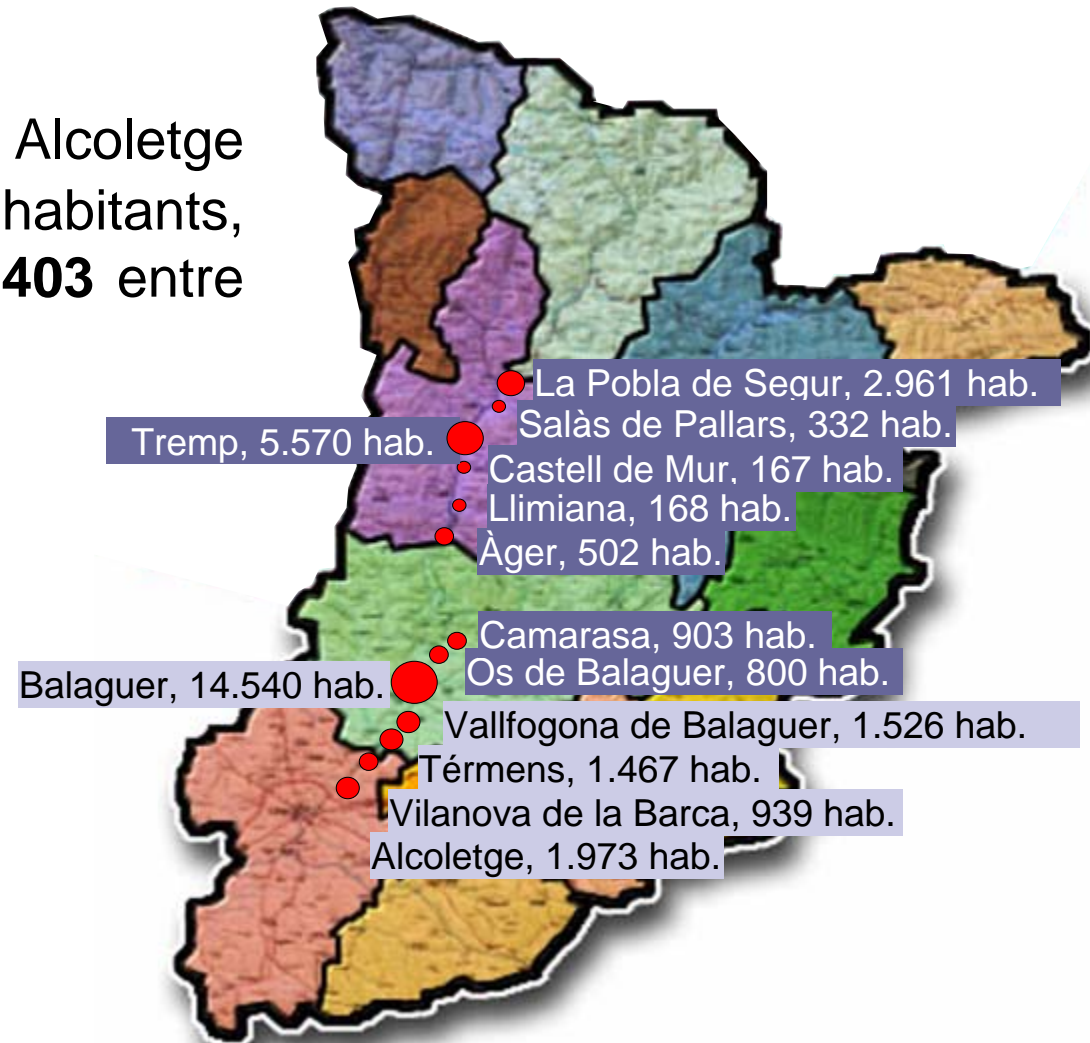 Alcoletge
habitants,
403 entre
La Pobla de Segur, 2.961 hab.
Salàs de Pallars, 332 hab.
Tremp, 5.570 hab.
Castell de Mur, 167 hab.
Llimiana, 168 hab.
Àger, 502 hab.
Camarasa, 903 hab.
Os de Balaguer, 800 hab.
Balaguer, 14.540 hab.
Vallfogona de Balaguer, 1.526 hab.
Térmens, 1.467 hab.
Vilanova de la Barca, 939 hab.
Alcoletge, 1.973 hab.